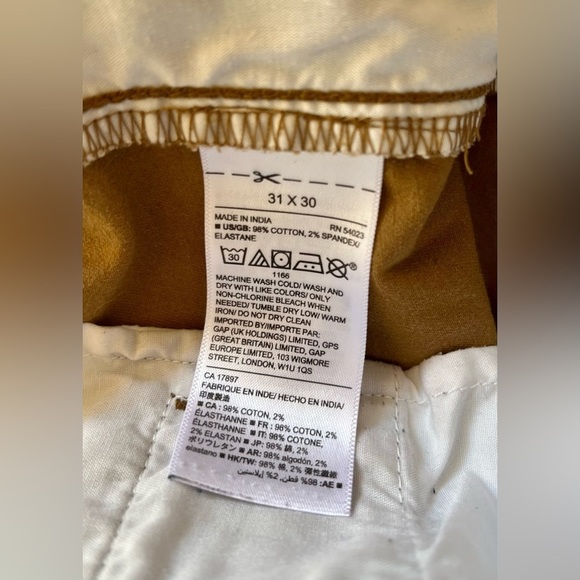 31 X 30
MADE IN INDIA RN 54023
■ US/GB: 98% COTTON, 2% SPANDEX/
ELASTANE
30
1166
MACHINE WASH COLD/ WASH AND
DRY WITH LIKE COLORS/ ONLY
NON-CHLORINE BLEACH WHEN
NEEDED/ TUMBLE DRY LOW/ WARM
IRON/ DO NOT DRY CLEAN
IMPORTED BY/IMPORTE PAR:
GAP (UK HOLDINGS) LIMITED, GPS
(GREAT BRITAIN) LIMITED, GAP
EUROPE LIMITED, 103 WIGMORE
STREET, LONDON, W1U 1QS
CA 17897
FABRIQUE EN INDE/ HECHO EN INDIA/
印度製造
■ CA : 98% COTON, 2%
ÉLASTHANNE ■ FR : 98% COTON, 2%
ÉLASTHANNE ■ IT: 98% COTONE,
2% ELASTAN ■ JP: 98% 綿, 2%
ポリウレタン ■ AR: 98% algodón, 2%
elastano ■ HK/TW: 98% 棉, 2% 彈性纖維
■ AE: 98% قطن, 2% إيلاستين